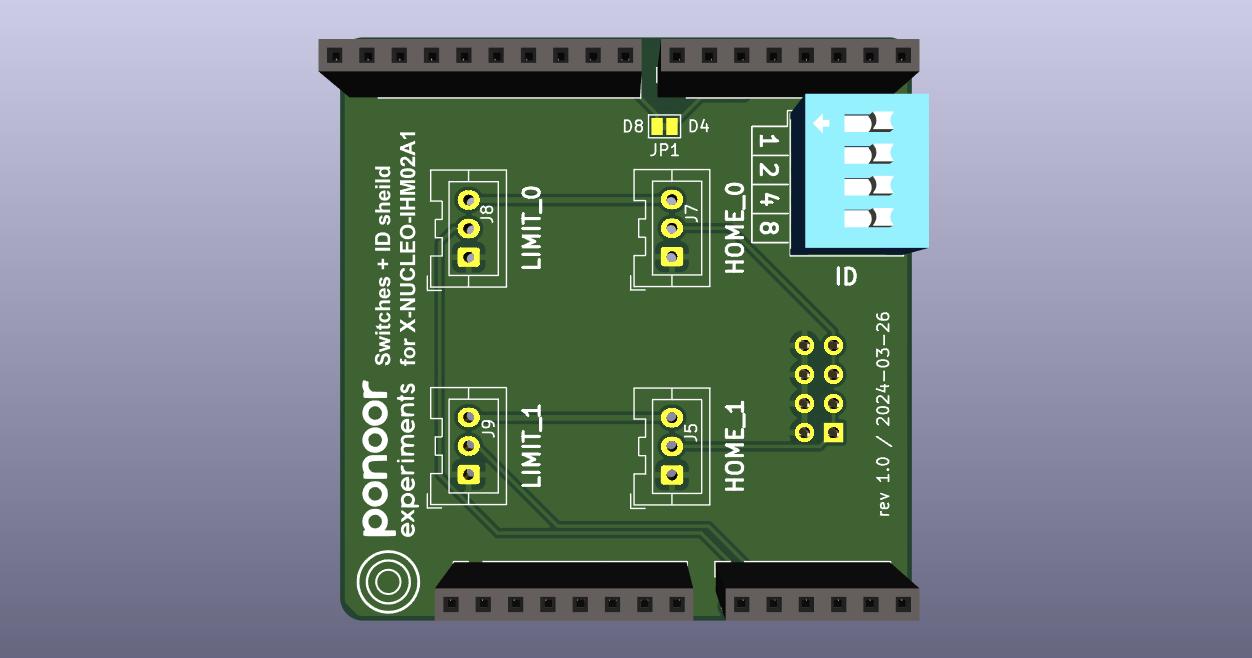 D8
D4
JP1
1
2
4
8
ID
J8
LIMIT_0
J7
HOME_0
Switches + ID sheild
for X-NUCLEO-IHM02A1
ponoor
experiments
J9
LIMIT_1
J5
HOME_1
rev 1.0 / 2024-03-26